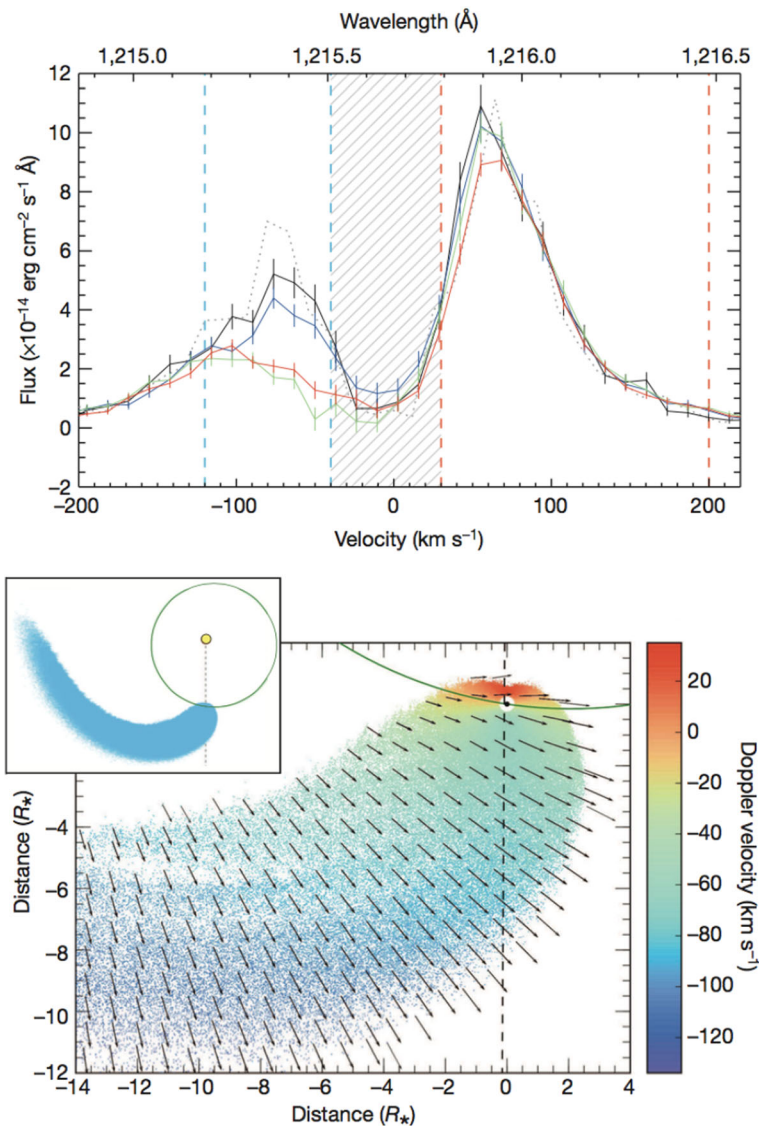 Wavelength (Å)
1,215.0 1,215.5 1,216.0 1,216.5
12
10
8
6
4
2
0
−2
Flux (×10⁻¹⁴ erg cm⁻² s⁻¹ Å)
−200 −100 0 100 200
Velocity (km s⁻¹)
−4
−6
−8
−10
−12
Distance (R*)
−14 −12 −10 −8 −6 −4 −2 0 2 4
Distance (R*)
20
0
−20
−40
−60
−80
−100
−120
Doppler velocity (km s⁻¹)